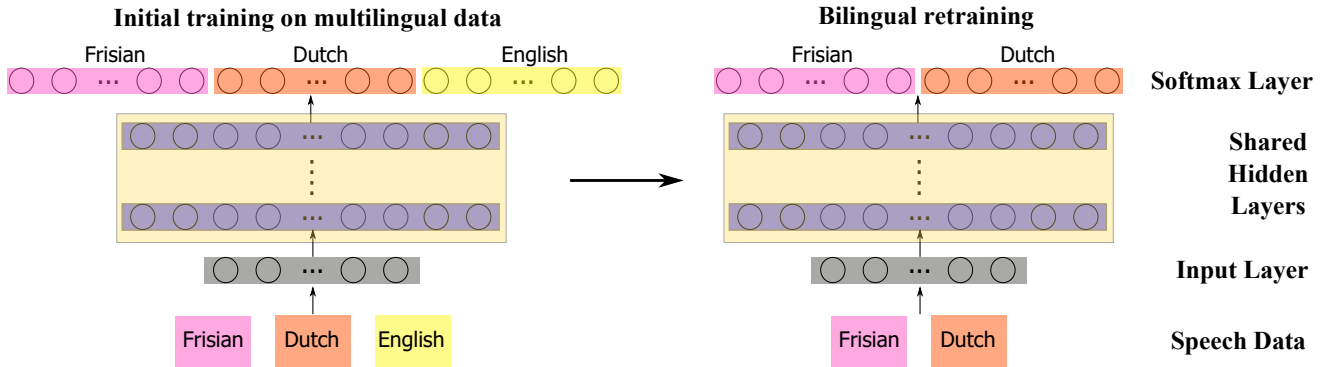 Initial training on multilingual data
Bilingual retraining
Frisian Dutch English
Frisian Dutch
... ... ...
... ...
Softmax Layer
...
...
Shared
Hidden
Layers
...
...
...
...
Input Layer
Frisian Dutch English
Frisian Dutch
Speech Data